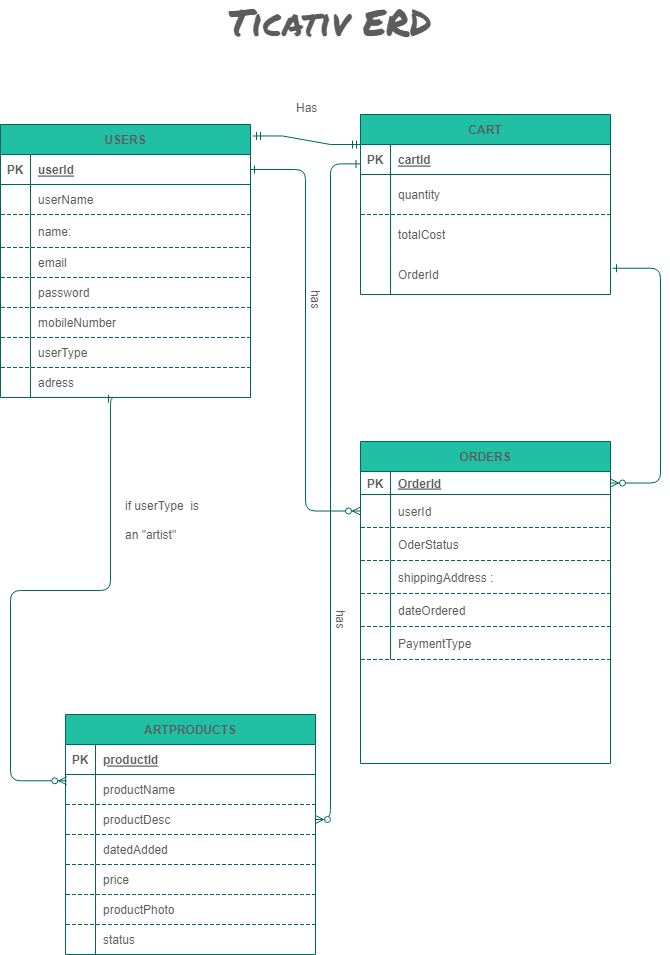 Ticativ ERD
Has
USERS
PK userId
userName
name:
email
password
mobileNumber
userType
adress
CART
PK cartId
quantity
totalCost
OrderId
has
if userType is
an "artist"
ORDERS
PK OrderId
userId
OderStatus
shippingAddress :
dateOrdered
PaymentType
has
ARTPRODUCTS
PK productId
productName
productDesc
datedAdded
price
productPhoto
status